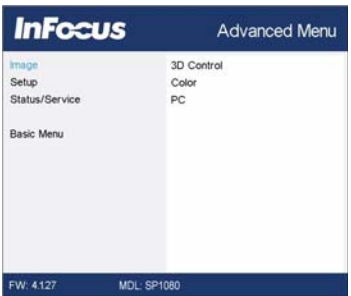 InFocus Advanced Menu
Image 3D Control
Setup Color
Status/Service PC
Basic Menu
FW: 4.127 MDL: SP1080